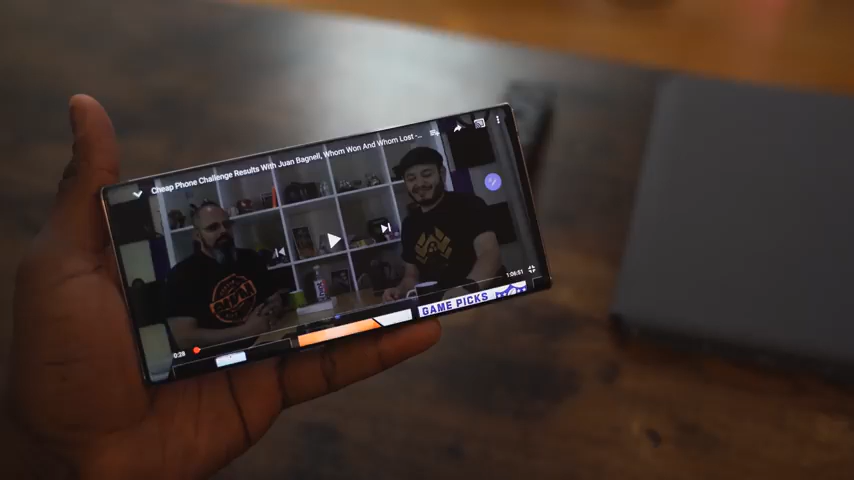 Cheap Phone Challenge Results With Juan Bagnell, Whom Won And Whom Lost -...
1:06:51
GAME PICKS
0:28